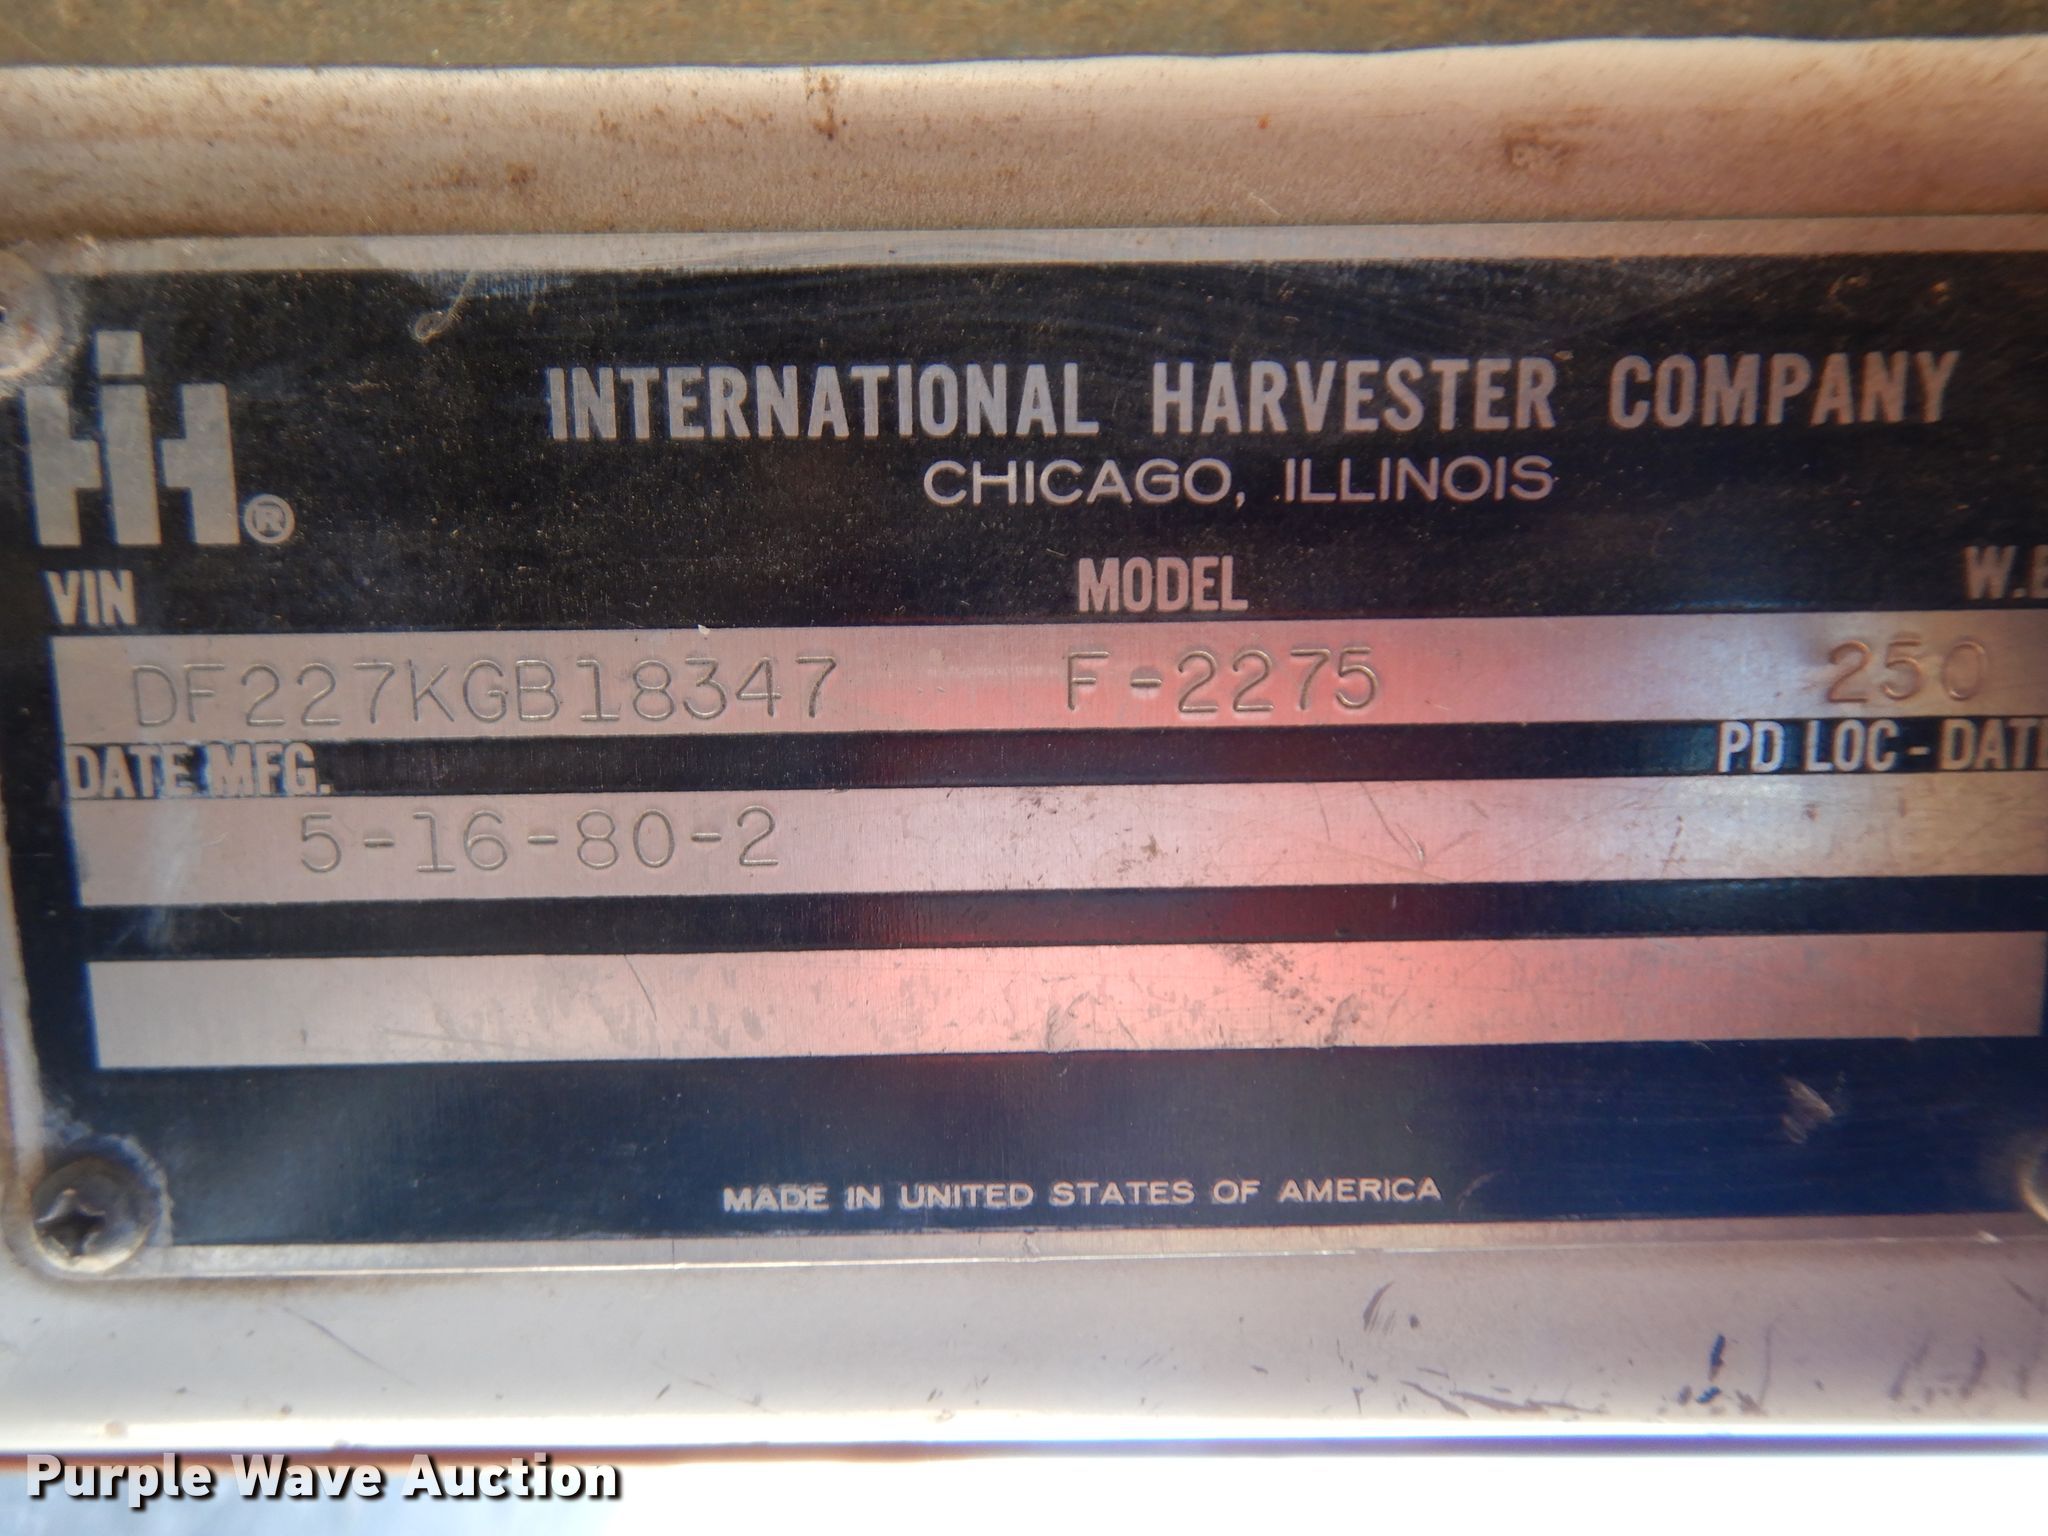 IH®
INTERNATIONAL HARVESTER COMPANY
CHICAGO, ILLINOIS
VIN MODEL W.B
DF227KGB18347 F-2275 250
DATE MFG. PD LOC-DATE
5-16-80-2
MADE IN UNITED STATES OF AMERICA
Purple Wave Auction